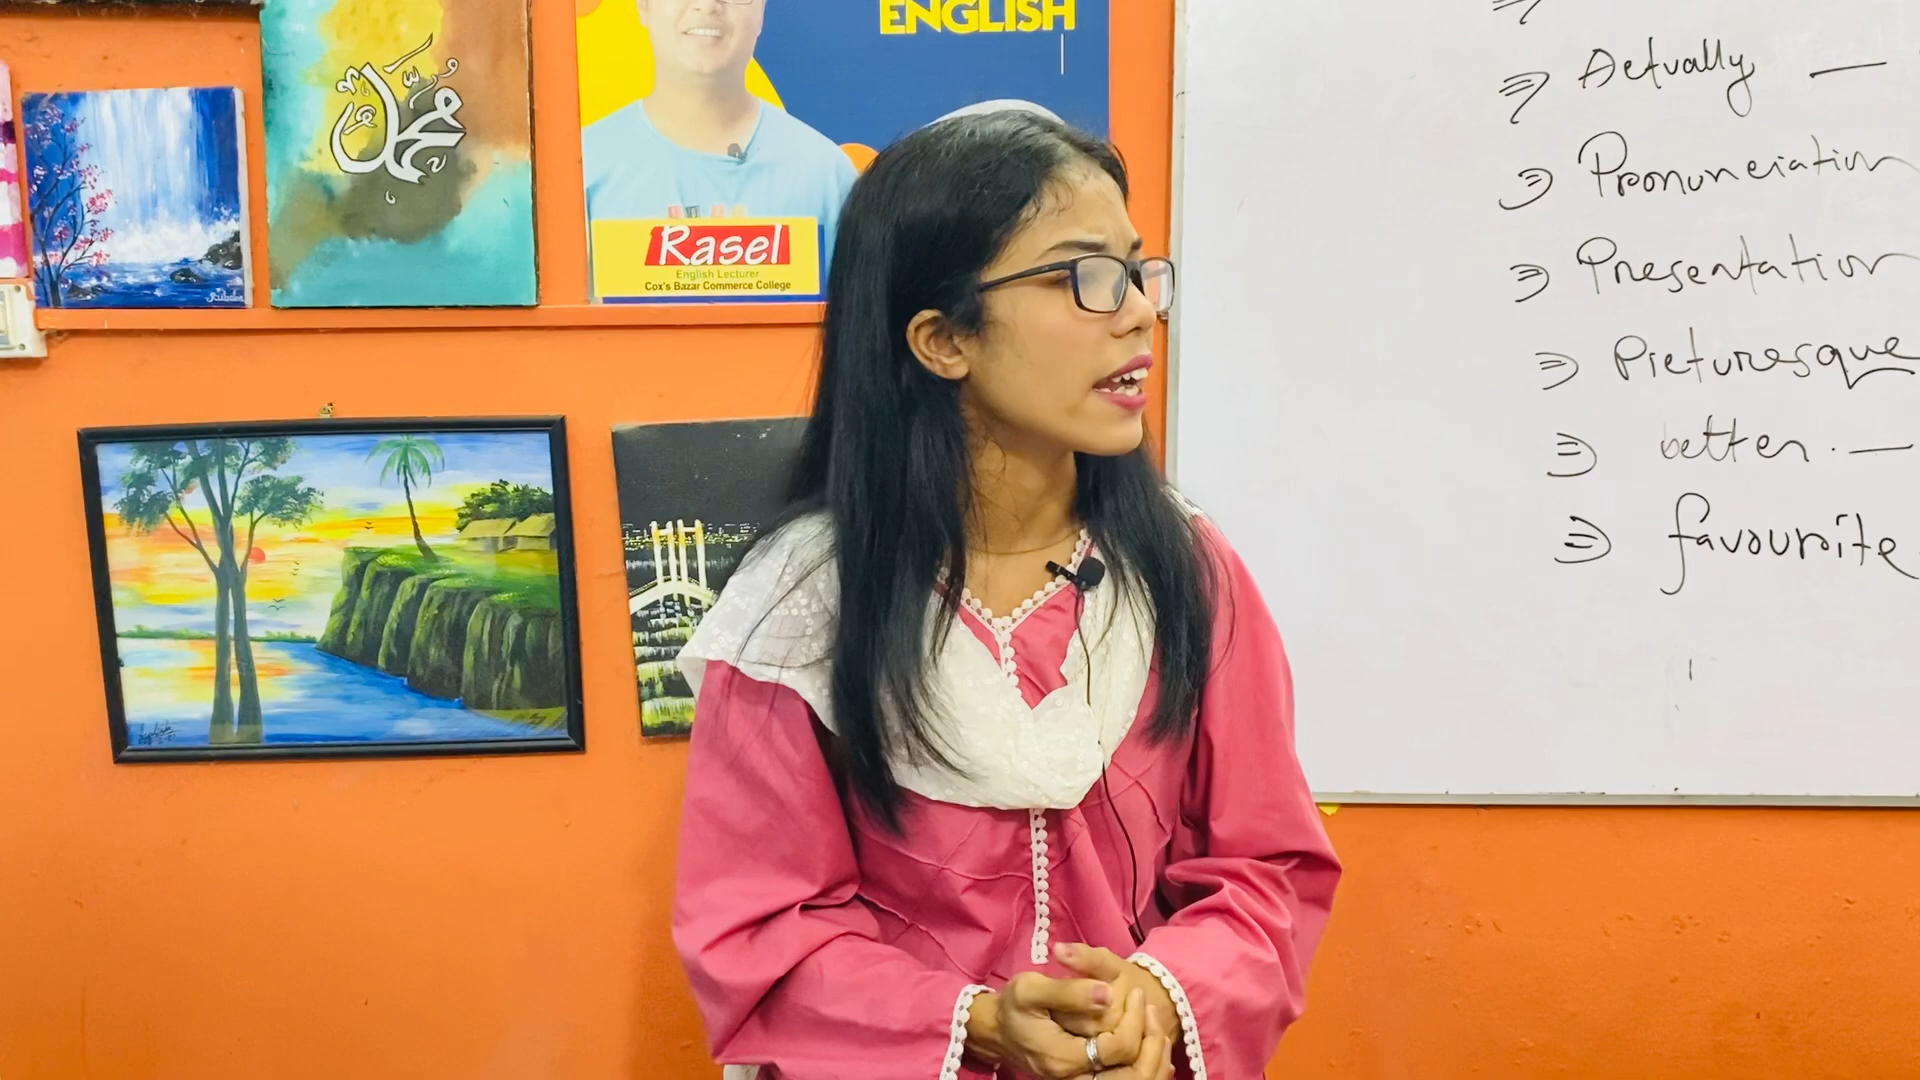 محمد
ENGLISH
Rasel
English Lecturer
Cox's Bazar Commerce College
⇒ Actually —
⇒ Pronunciation
⇒ Presentation
⇒ Picturesque
⇒ better. —
⇒ favourite